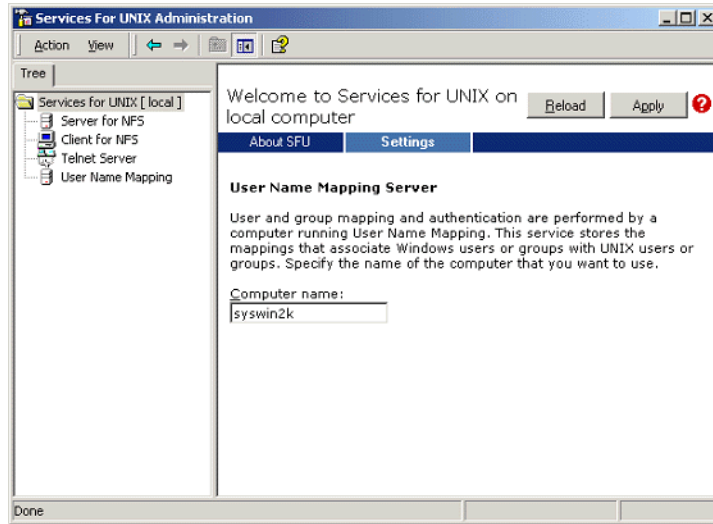 Services For UNIX Administration
Action View
Tree
Services for UNIX [ local ]
Server for NFS
Client for NFS
Telnet Server
User Name Mapping
Welcome to Services for UNIX on
local computer
Reload Apply
About SFU Settings
User Name Mapping Server
User and group mapping and authentication are performed by a
computer running User Name Mapping. This service stores the
mappings that associate Windows users or groups with UNIX users or
groups. Specify the name of the computer that you want to use.
Computer name:
syswin2k
Done